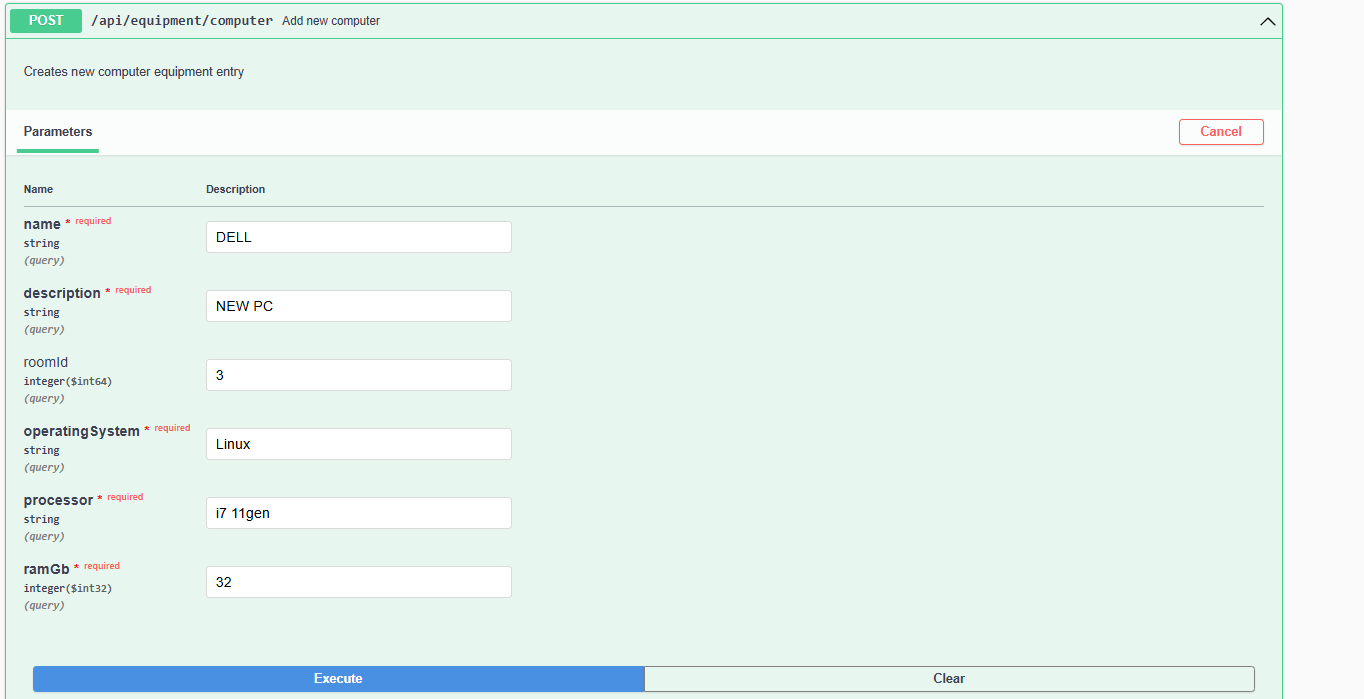 POST /api/equipment/computer Add new computer
Creates new computer equipment entry
Parameters
Cancel
Name Description
name * required
string
(query)
DELL
description * required
string
(query)
NEW PC
roomId
integer($int64)
(query)
3
operatingSystem * required
string
(query)
Linux
processor * required
string
(query)
i7 11gen
ramGb * required
integer($int32)
(query)
32
Execute Clear